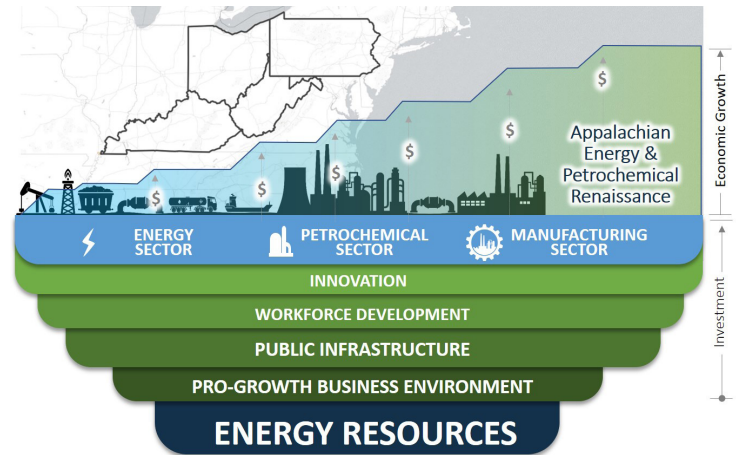 $
$
$
$
$
$
Appalachian
Energy &
Petrochemical
Renaissance
Economic Growth
ENERGY
SECTOR
PETROCHEMICAL
SECTOR
MANUFACTURING
SECTOR
INNOVATION
WORKFORCE DEVELOPMENT
PUBLIC INFRASTRUCTURE
PRO-GROWTH BUSINESS ENVIRONMENT
Investment
ENERGY RESOURCES